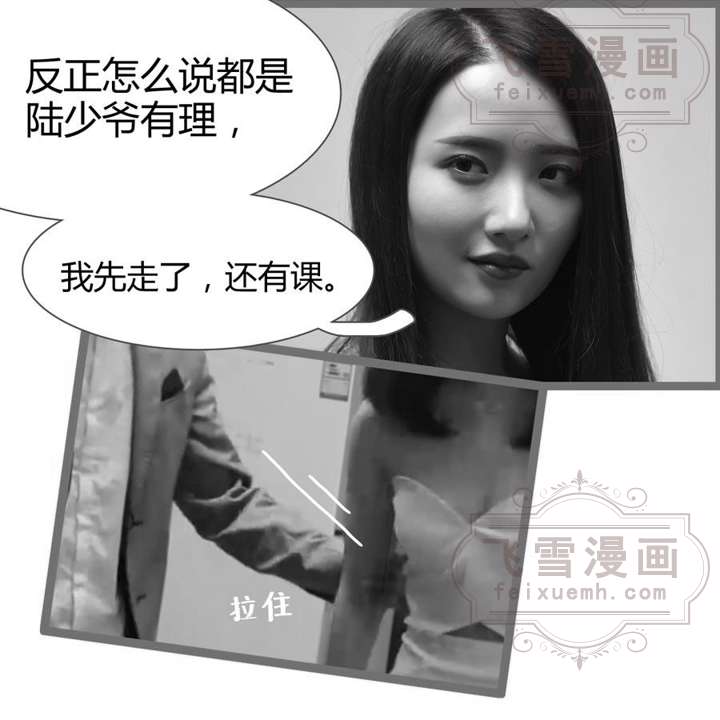 反正怎么说都是
陆少爷有理，
我先走了，还有课。
拉住
飞雪漫画
feixuemh.com
飞雪漫画
feixuemh.com